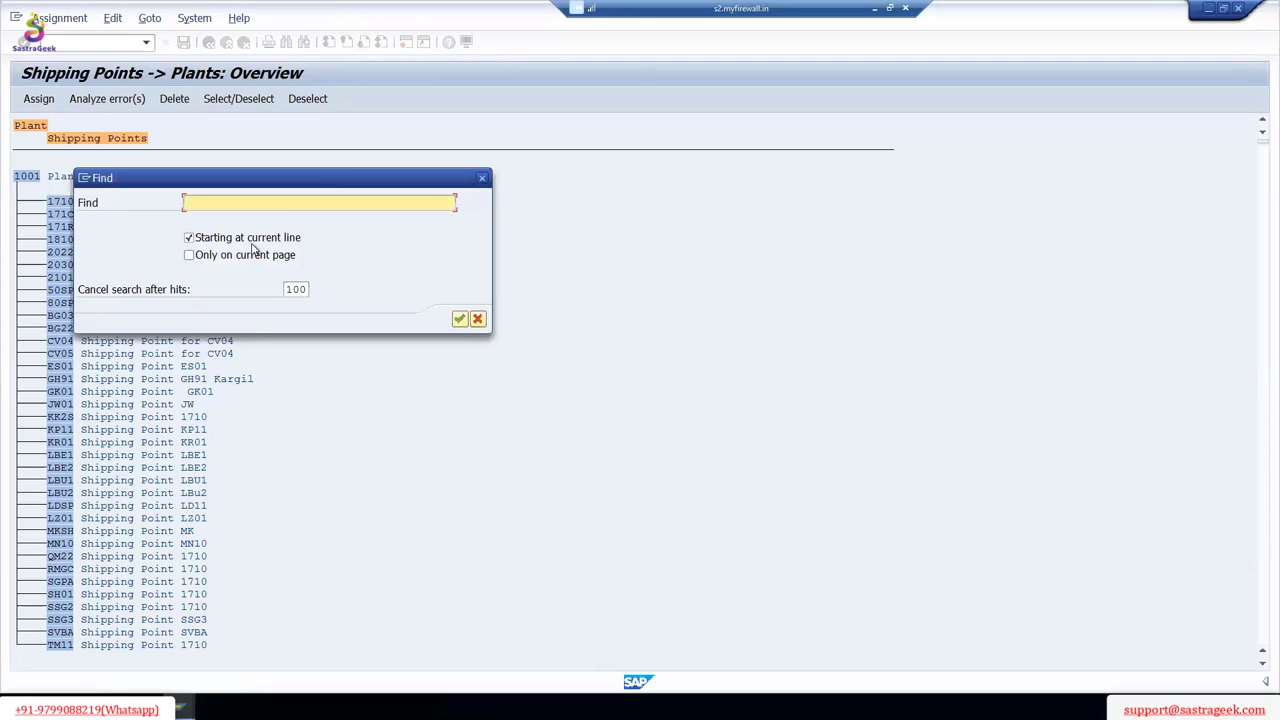 Assignment Edit Goto System Help
s2.myfirewall.in
SastraGeek
Shipping Points -> Plants: Overview
Assign Analyze error(s) Delete Select/Deselect Deselect
Plant
Shipping Points
1001 Plan
Find
Find
Starting at current line
Only on current page
Cancel search after hits: 100
1710
171C
171R
1810
2022
2030
2101
50SP
80SP
BG03
BG22
CV04 Shipping Point for CV04
CV05 Shipping Point for CV04
ES01 Shipping Point ES01
GH91 Shipping Point GH91 Kargil
GK01 Shipping Point GK01
JW01 Shipping Point JW
KK2S Shipping Point 1710
KP11 Shipping Point KP11
KR01 Shipping Point KR01
LBE1 Shipping Point LBE1
LBE2 Shipping Point LBE2
LBU1 Shipping Point LBU1
LBU2 Shipping Point LBu2
LDSP Shipping Point LD11
LZ01 Shipping Point LZ01
MKSH Shipping Point MK
MN10 Shipping Point MN10
QM22 Shipping Point 1710
RMGC Shipping Point 1710
SGPA Shipping Point 1710
SH01 Shipping Point 1710
SSG2 Shipping Point 1710
SSG3 Shipping Point SSG3
SVBA Shipping Point SVBA
TM11 Shipping Point 1710
SAP
+91-9799088219(Whatsapp)
support@sastrageek.com